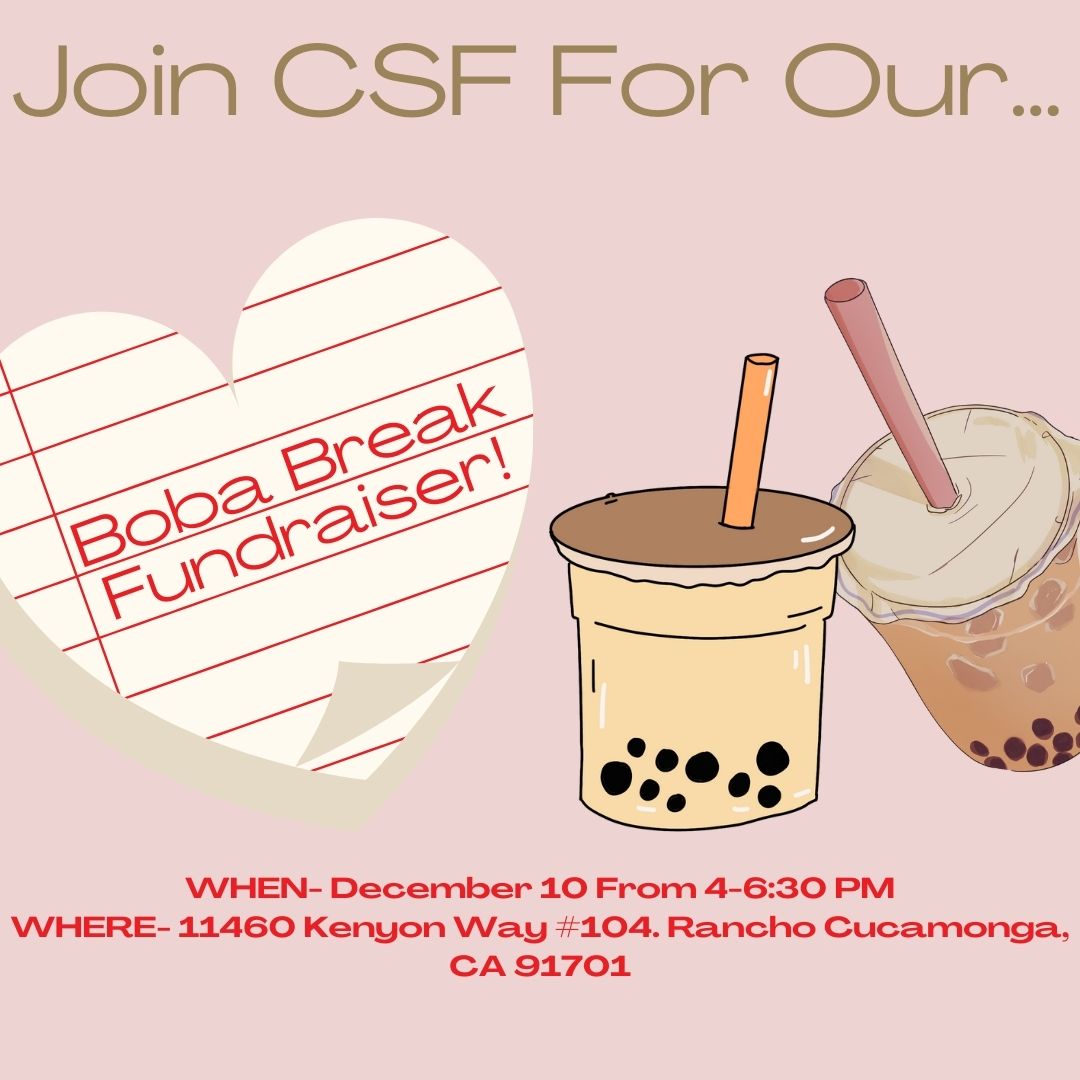 Join CSF For Our...
Boba Break
Fundraiser!
WHEN- December 10 From 4-6:30 PM
WHERE- 11460 Kenyon Way #104. Rancho Cucamonga,
CA 91701